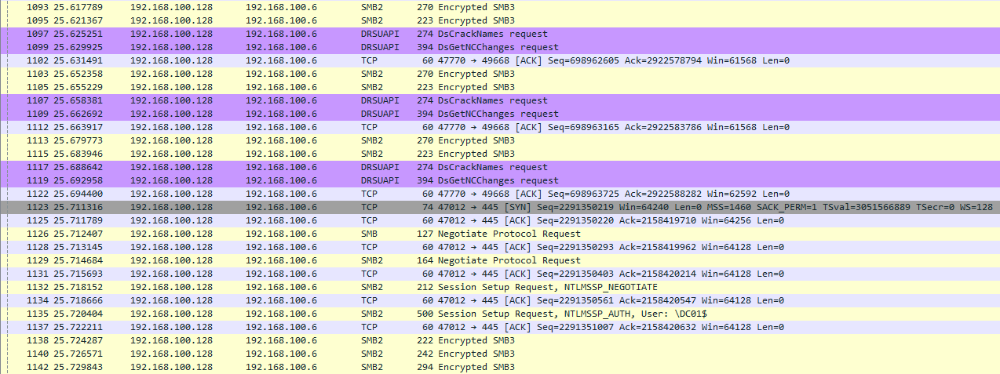 1093 25.617789 192.168.100.128 192.168.100.6 SMB2 270 Encrypted SMB3
1095 25.621367 192.168.100.128 192.168.100.6 SMB2 223 Encrypted SMB3
1097 25.625251 192.168.100.128 192.168.100.6 DRSUAPI 274 DsCrackNames request
1099 25.629925 192.168.100.128 192.168.100.6 DRSUAPI 394 DsGetNCChanges request
1102 25.631491 192.168.100.128 192.168.100.6 TCP 60 47770 → 49668 [ACK] Seq=698962605 Ack=2922578794 Win=61568 Len=0
1103 25.652358 192.168.100.128 192.168.100.6 SMB2 270 Encrypted SMB3
1105 25.655229 192.168.100.128 192.168.100.6 SMB2 223 Encrypted SMB3
1107 25.658381 192.168.100.128 192.168.100.6 DRSUAPI 274 DsCrackNames request
1109 25.662692 192.168.100.128 192.168.100.6 DRSUAPI 394 DsGetNCChanges request
1112 25.663917 192.168.100.128 192.168.100.6 TCP 60 47770 → 49668 [ACK] Seq=698963165 Ack=2922583786 Win=61568 Len=0
1113 25.679773 192.168.100.128 192.168.100.6 SMB2 270 Encrypted SMB3
1115 25.683946 192.168.100.128 192.168.100.6 SMB2 223 Encrypted SMB3
1117 25.688642 192.168.100.128 192.168.100.6 DRSUAPI 274 DsCrackNames request
1119 25.692958 192.168.100.128 192.168.100.6 DRSUAPI 394 DsGetNCChanges request
1122 25.694400 192.168.100.128 192.168.100.6 TCP 60 47770 → 49668 [ACK] Seq=698963725 Ack=2922588282 Win=62592 Len=0
1123 25.711316 192.168.100.128 192.168.100.6 TCP 74 47012 → 445 [SYN] Seq=2291350219 Win=64240 Len=0 MSS=1460 SACK_PERM=1 TSval=3051566889 TSecr=0 WS=128
1125 25.711789 192.168.100.128 192.168.100.6 TCP 60 47012 → 445 [ACK] Seq=2291350220 Ack=2158419710 Win=64256 Len=0
1126 25.712407 192.168.100.128 192.168.100.6 SMB 127 Negotiate Protocol Request
1128 25.713145 192.168.100.128 192.168.100.6 TCP 60 47012 → 445 [ACK] Seq=2291350293 Ack=2158419962 Win=64128 Len=0
1129 25.714684 192.168.100.128 192.168.100.6 SMB2 164 Negotiate Protocol Request
1131 25.715693 192.168.100.128 192.168.100.6 TCP 60 47012 → 445 [ACK] Seq=2291350403 Ack=2158420214 Win=64128 Len=0
1132 25.718152 192.168.100.128 192.168.100.6 SMB2 212 Session Setup Request, NTLMSSP_NEGOTIATE
1134 25.718666 192.168.100.128 192.168.100.6 TCP 60 47012 → 445 [ACK] Seq=2291350561 Ack=2158420547 Win=64128 Len=0
1135 25.720404 192.168.100.128 192.168.100.6 SMB2 500 Session Setup Request, NTLMSSP_AUTH, User: \DC01$
1137 25.722211 192.168.100.128 192.168.100.6 TCP 60 47012 → 445 [ACK] Seq=2291351007 Ack=2158420632 Win=64128 Len=0
1138 25.724287 192.168.100.128 192.168.100.6 SMB2 222 Encrypted SMB3
1140 25.726571 192.168.100.128 192.168.100.6 SMB2 242 Encrypted SMB3
1142 25.729843 192.168.100.128 192.168.100.6 SMB2 294 Encrypted SMB3